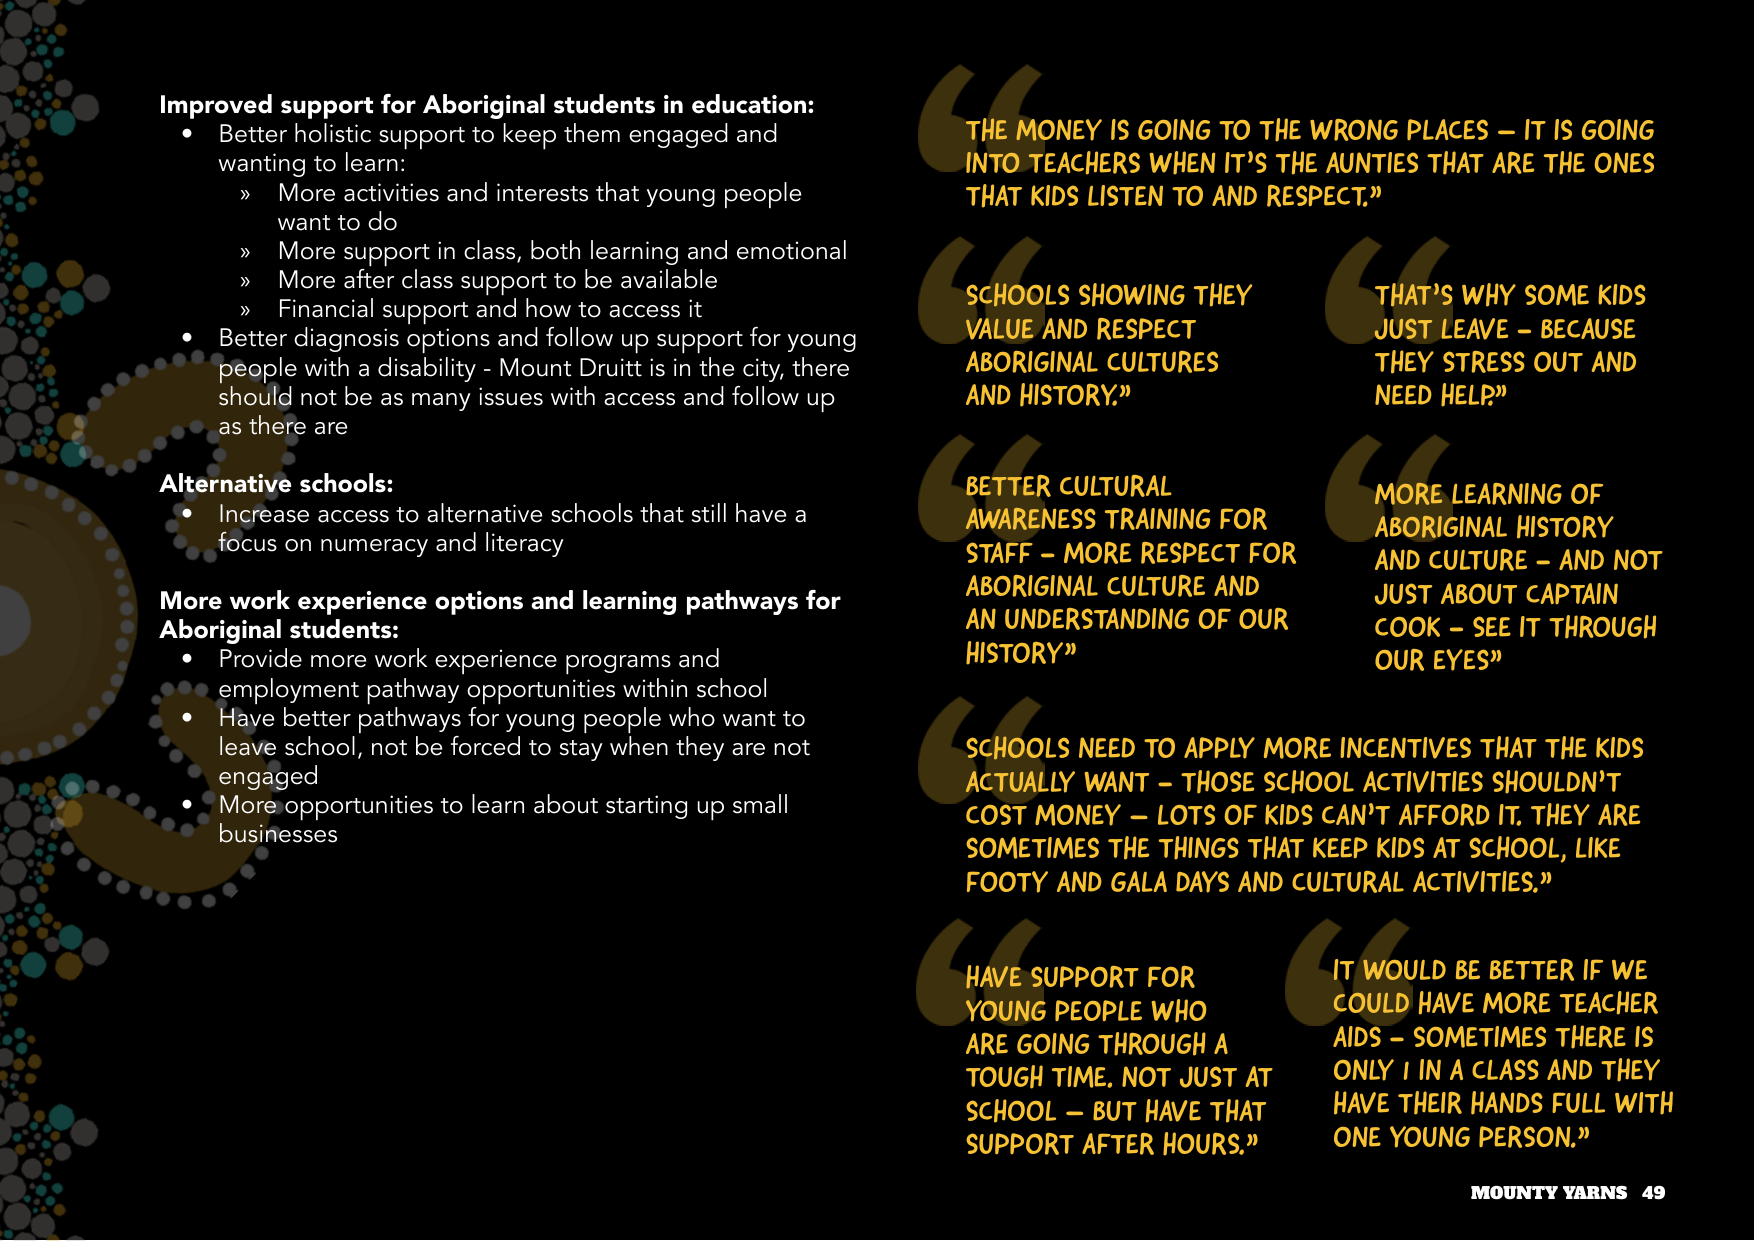 Improved support for Aboriginal students in education:
• Better holistic support to keep them engaged and
wanting to learn:
» More activities and interests that young people
want to do
» More support in class, both learning and emotional
» More after class support to be available
» Financial support and how to access it
• Better diagnosis options and follow up support for young
people with a disability - Mount Druitt is in the city, there
should not be as many issues with access and follow up
as there are
Alternative schools:
• Increase access to alternative schools that still have a
focus on numeracy and literacy
More work experience options and learning pathways for
Aboriginal students:
• Provide more work experience programs and
employment pathway opportunities within school
• Have better pathways for young people who want to
leave school, not be forced to stay when they are not
engaged
• More opportunities to learn about starting up small
businesses
“THE MONEY IS GOING TO THE WRONG PLACES – IT IS GOING
INTO TEACHERS WHEN IT’S THE AUNTIES THAT ARE THE ONES
THAT KIDS LISTEN TO AND RESPECT.”
“SCHOOLS SHOWING THEY
VALUE AND RESPECT
ABORIGINAL CULTURES
AND HISTORY.”
“THAT’S WHY SOME KIDS
JUST LEAVE – BECAUSE
THEY STRESS OUT AND
NEED HELP.”
“BETTER CULTURAL
AWARENESS TRAINING FOR
STAFF – MORE RESPECT FOR
ABORIGINAL CULTURE AND
AN UNDERSTANDING OF OUR
HISTORY”
“MORE LEARNING OF
ABORIGINAL HISTORY
AND CULTURE – AND NOT
JUST ABOUT CAPTAIN
COOK – SEE IT THROUGH
OUR EYES”
“SCHOOLS NEED TO APPLY MORE INCENTIVES THAT THE KIDS
ACTUALLY WANT – THOSE SCHOOL ACTIVITIES SHOULDN’T
COST MONEY – LOTS OF KIDS CAN’T AFFORD IT. THEY ARE
SOMETIMES THE THINGS THAT KEEP KIDS AT SCHOOL, LIKE
FOOTY AND GALA DAYS AND CULTURAL ACTIVITIES.”
“HAVE SUPPORT FOR
YOUNG PEOPLE WHO
ARE GOING THROUGH A
TOUGH TIME. NOT JUST AT
SCHOOL – BUT HAVE THAT
SUPPORT AFTER HOURS.”
“IT WOULD BE BETTER IF WE
COULD HAVE MORE TEACHER
AIDS – SOMETIMES THERE IS
ONLY 1 IN A CLASS AND THEY
HAVE THEIR HANDS FULL WITH
ONE YOUNG PERSON.”
MOUNTY YARNS 49